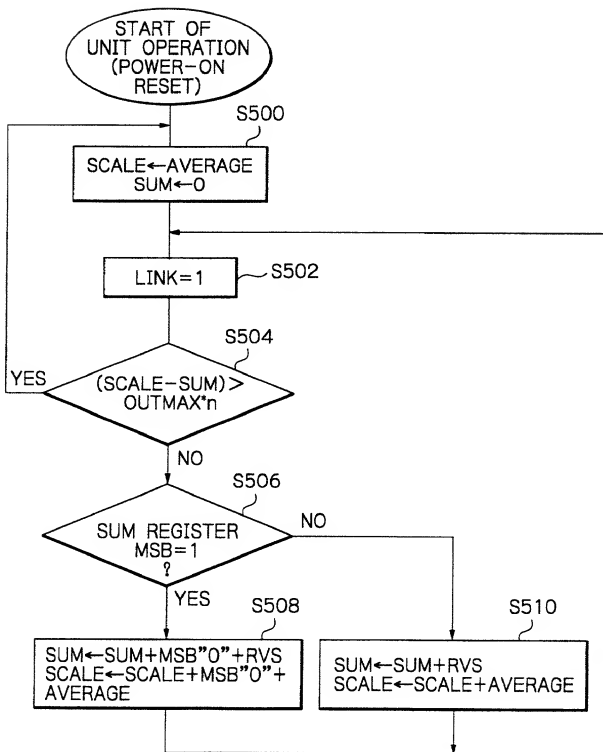 START OF
UNIT OPERATION
(POWER-ON
RESET)
S500
SCALE←AVERAGE
SUM←0
LINK=1
S502
S504
YES
(SCALE-SUM)>
OUTMAX*n
NO
S506
SUM REGISTER
MSB=1
?
NO
YES
S508
SUM←SUM+MSB"0"+RVS
SCALE←SCALE+MSB"0"+
AVERAGE
S510
SUM←SUM+RVS
SCALE←SCALE+AVERAGE